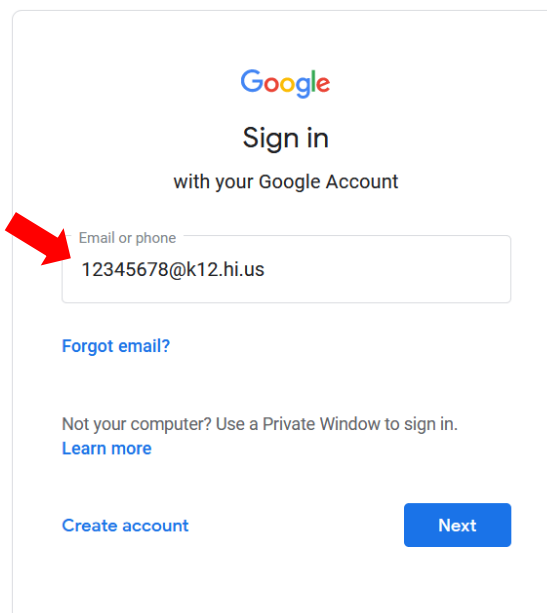 Google
Sign in
with your Google Account
Email or phone
12345678@k12.hi.us
Forgot email?
Not your computer? Use a Private Window to sign in.
Learn more
Create account
Next